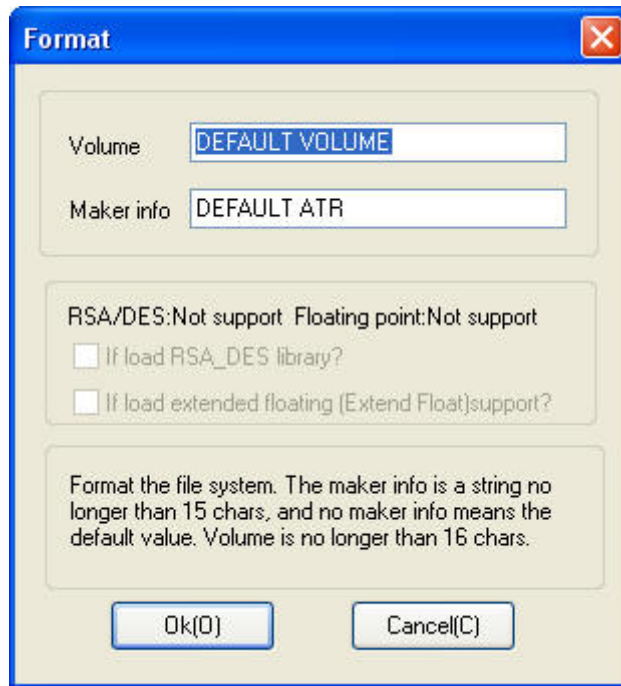 Format
Volume DEFAULT VOLUME
Maker info DEFAULT ATR
RSA/DES:Not support Floating point:Not support
If load RSA_DES library?
If load extended floating (Extend Float)support?
Format the file system. The maker info is a string no
longer than 15 chars, and no maker info means the
default value. Volume is no longer than 16 chars.
Ok(O) Cancel(C)